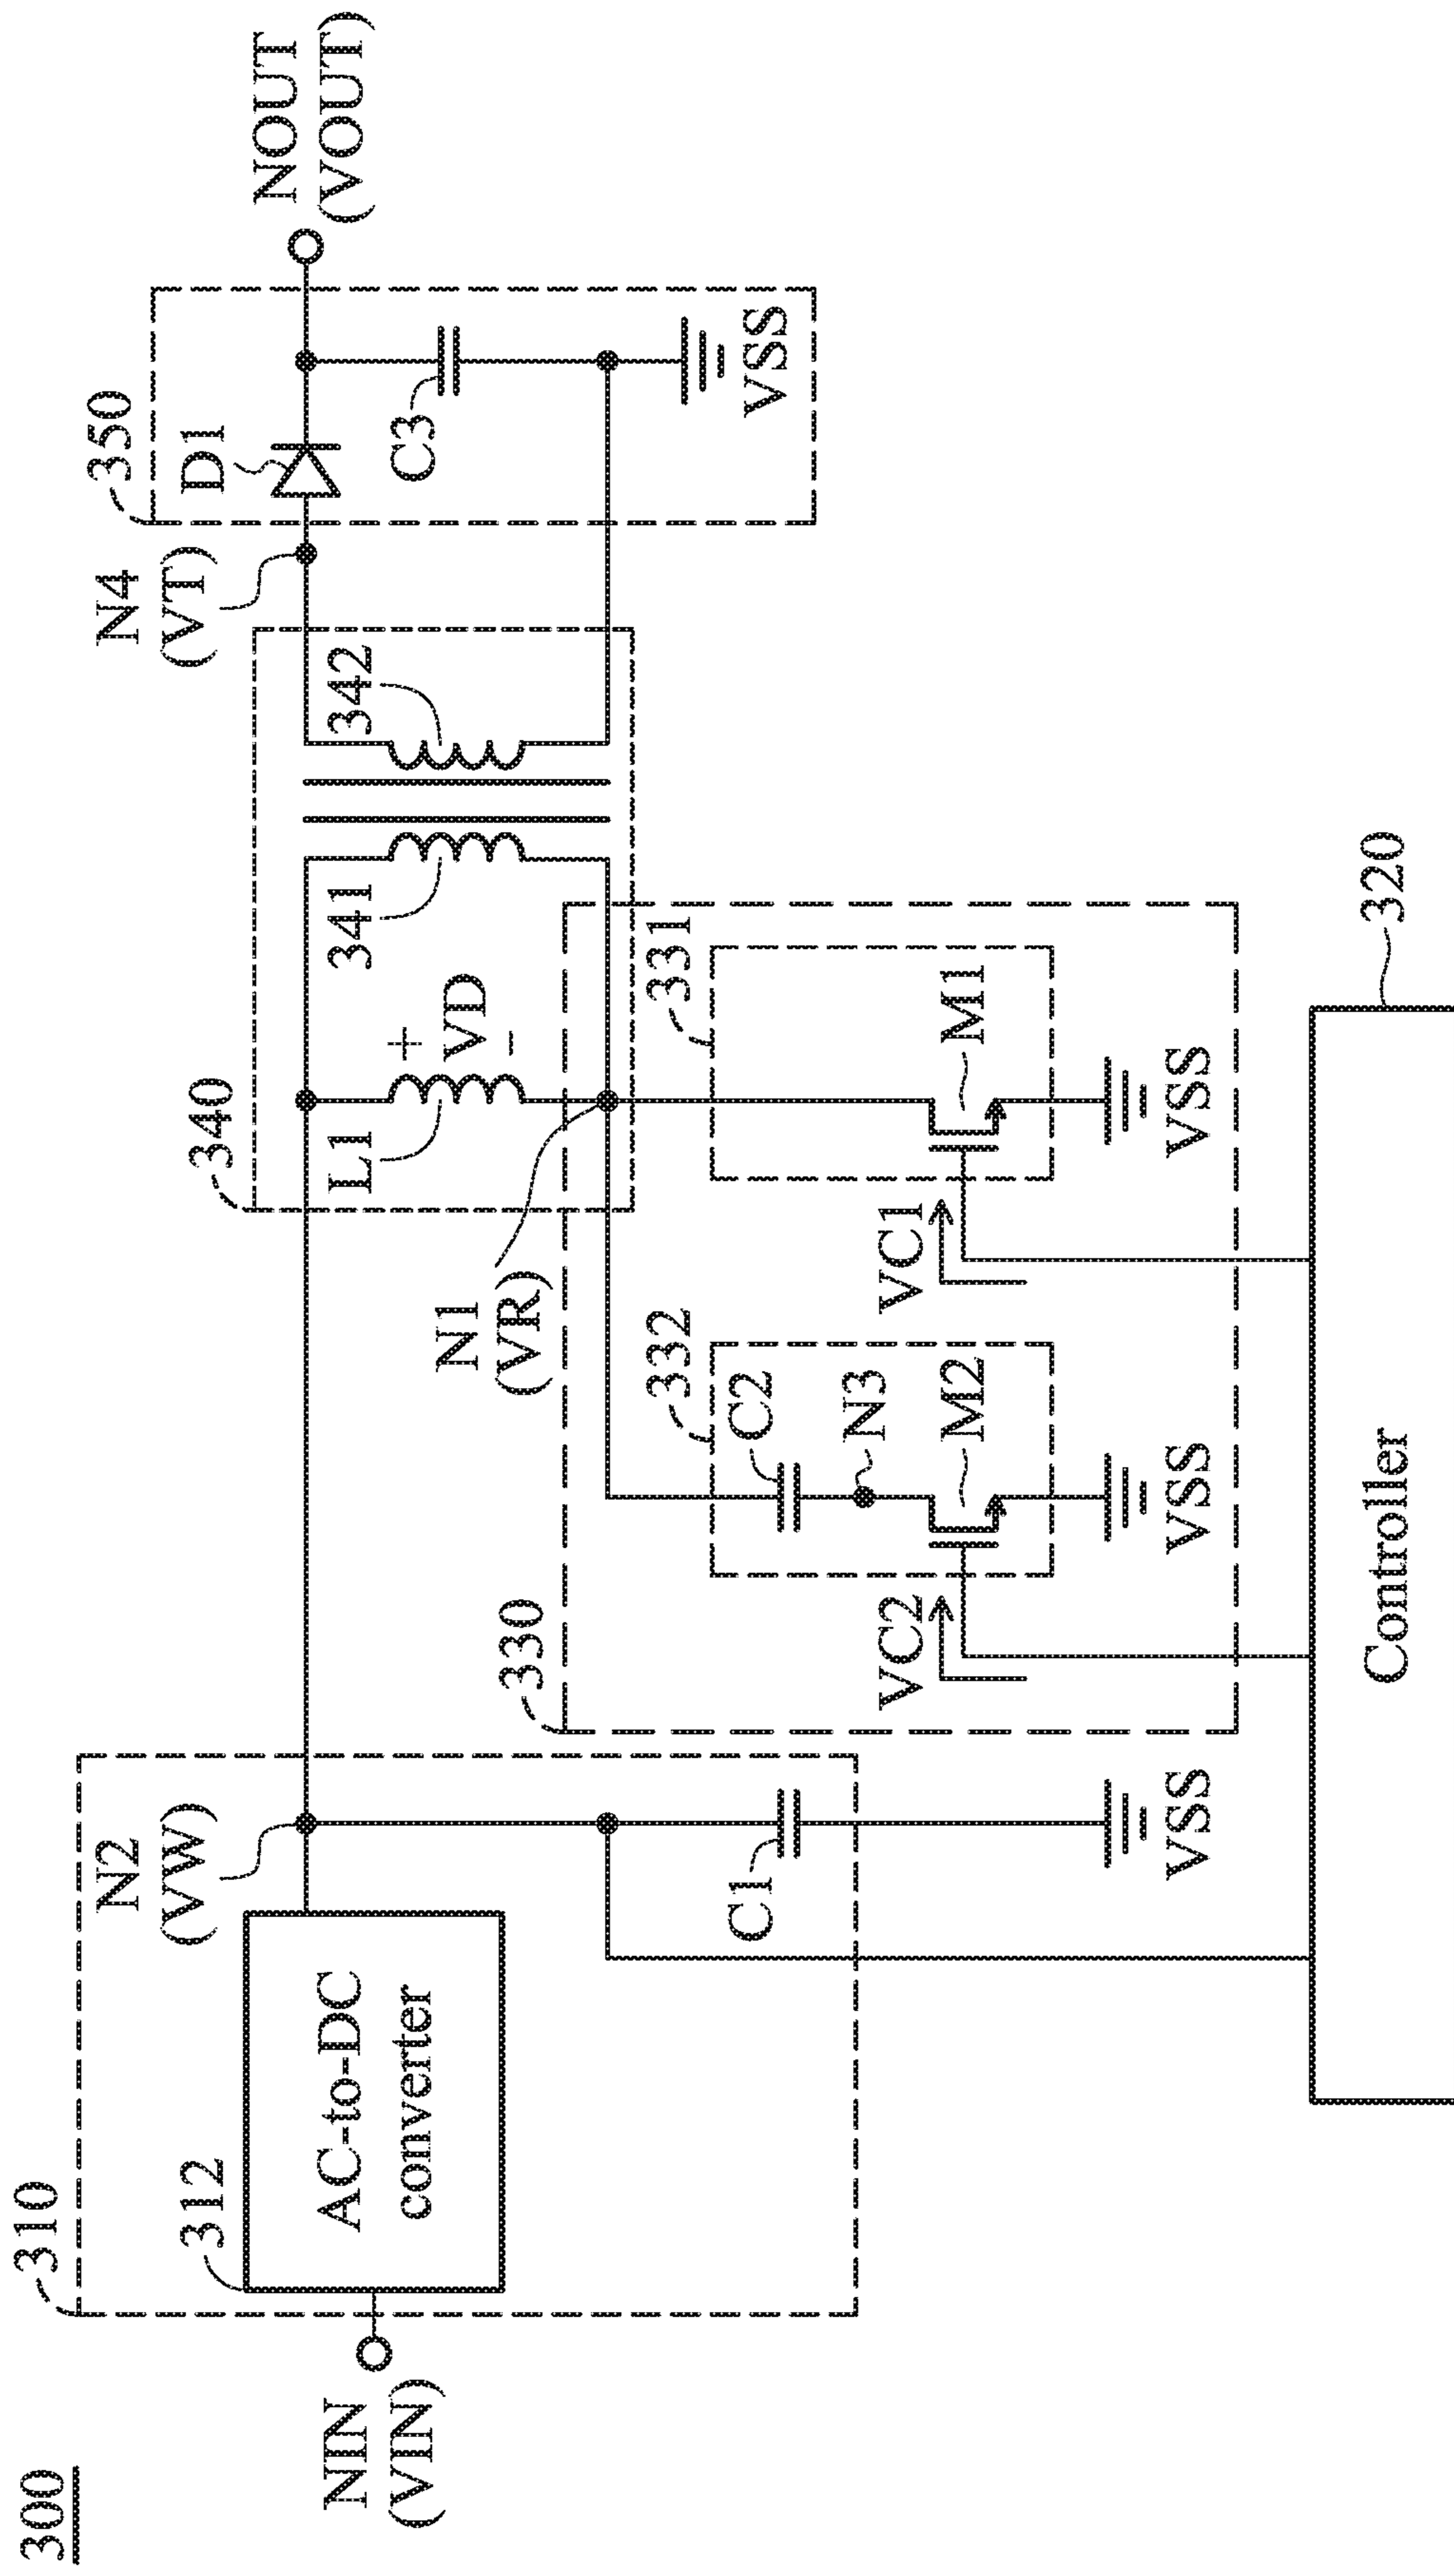 300
310
312
NIN
(VIN)
AC-to-DC
converter
N2
(VW)
C1
VSS
330
340
N1
(VR)
L1
+
VD
-
341
342
N4
(VT)
350
D1
C3
VSS
NOUT
(VOUT)
332
C2
N3
M2
VC2
VSS
331
M1
VC1
VSS
Controller
320